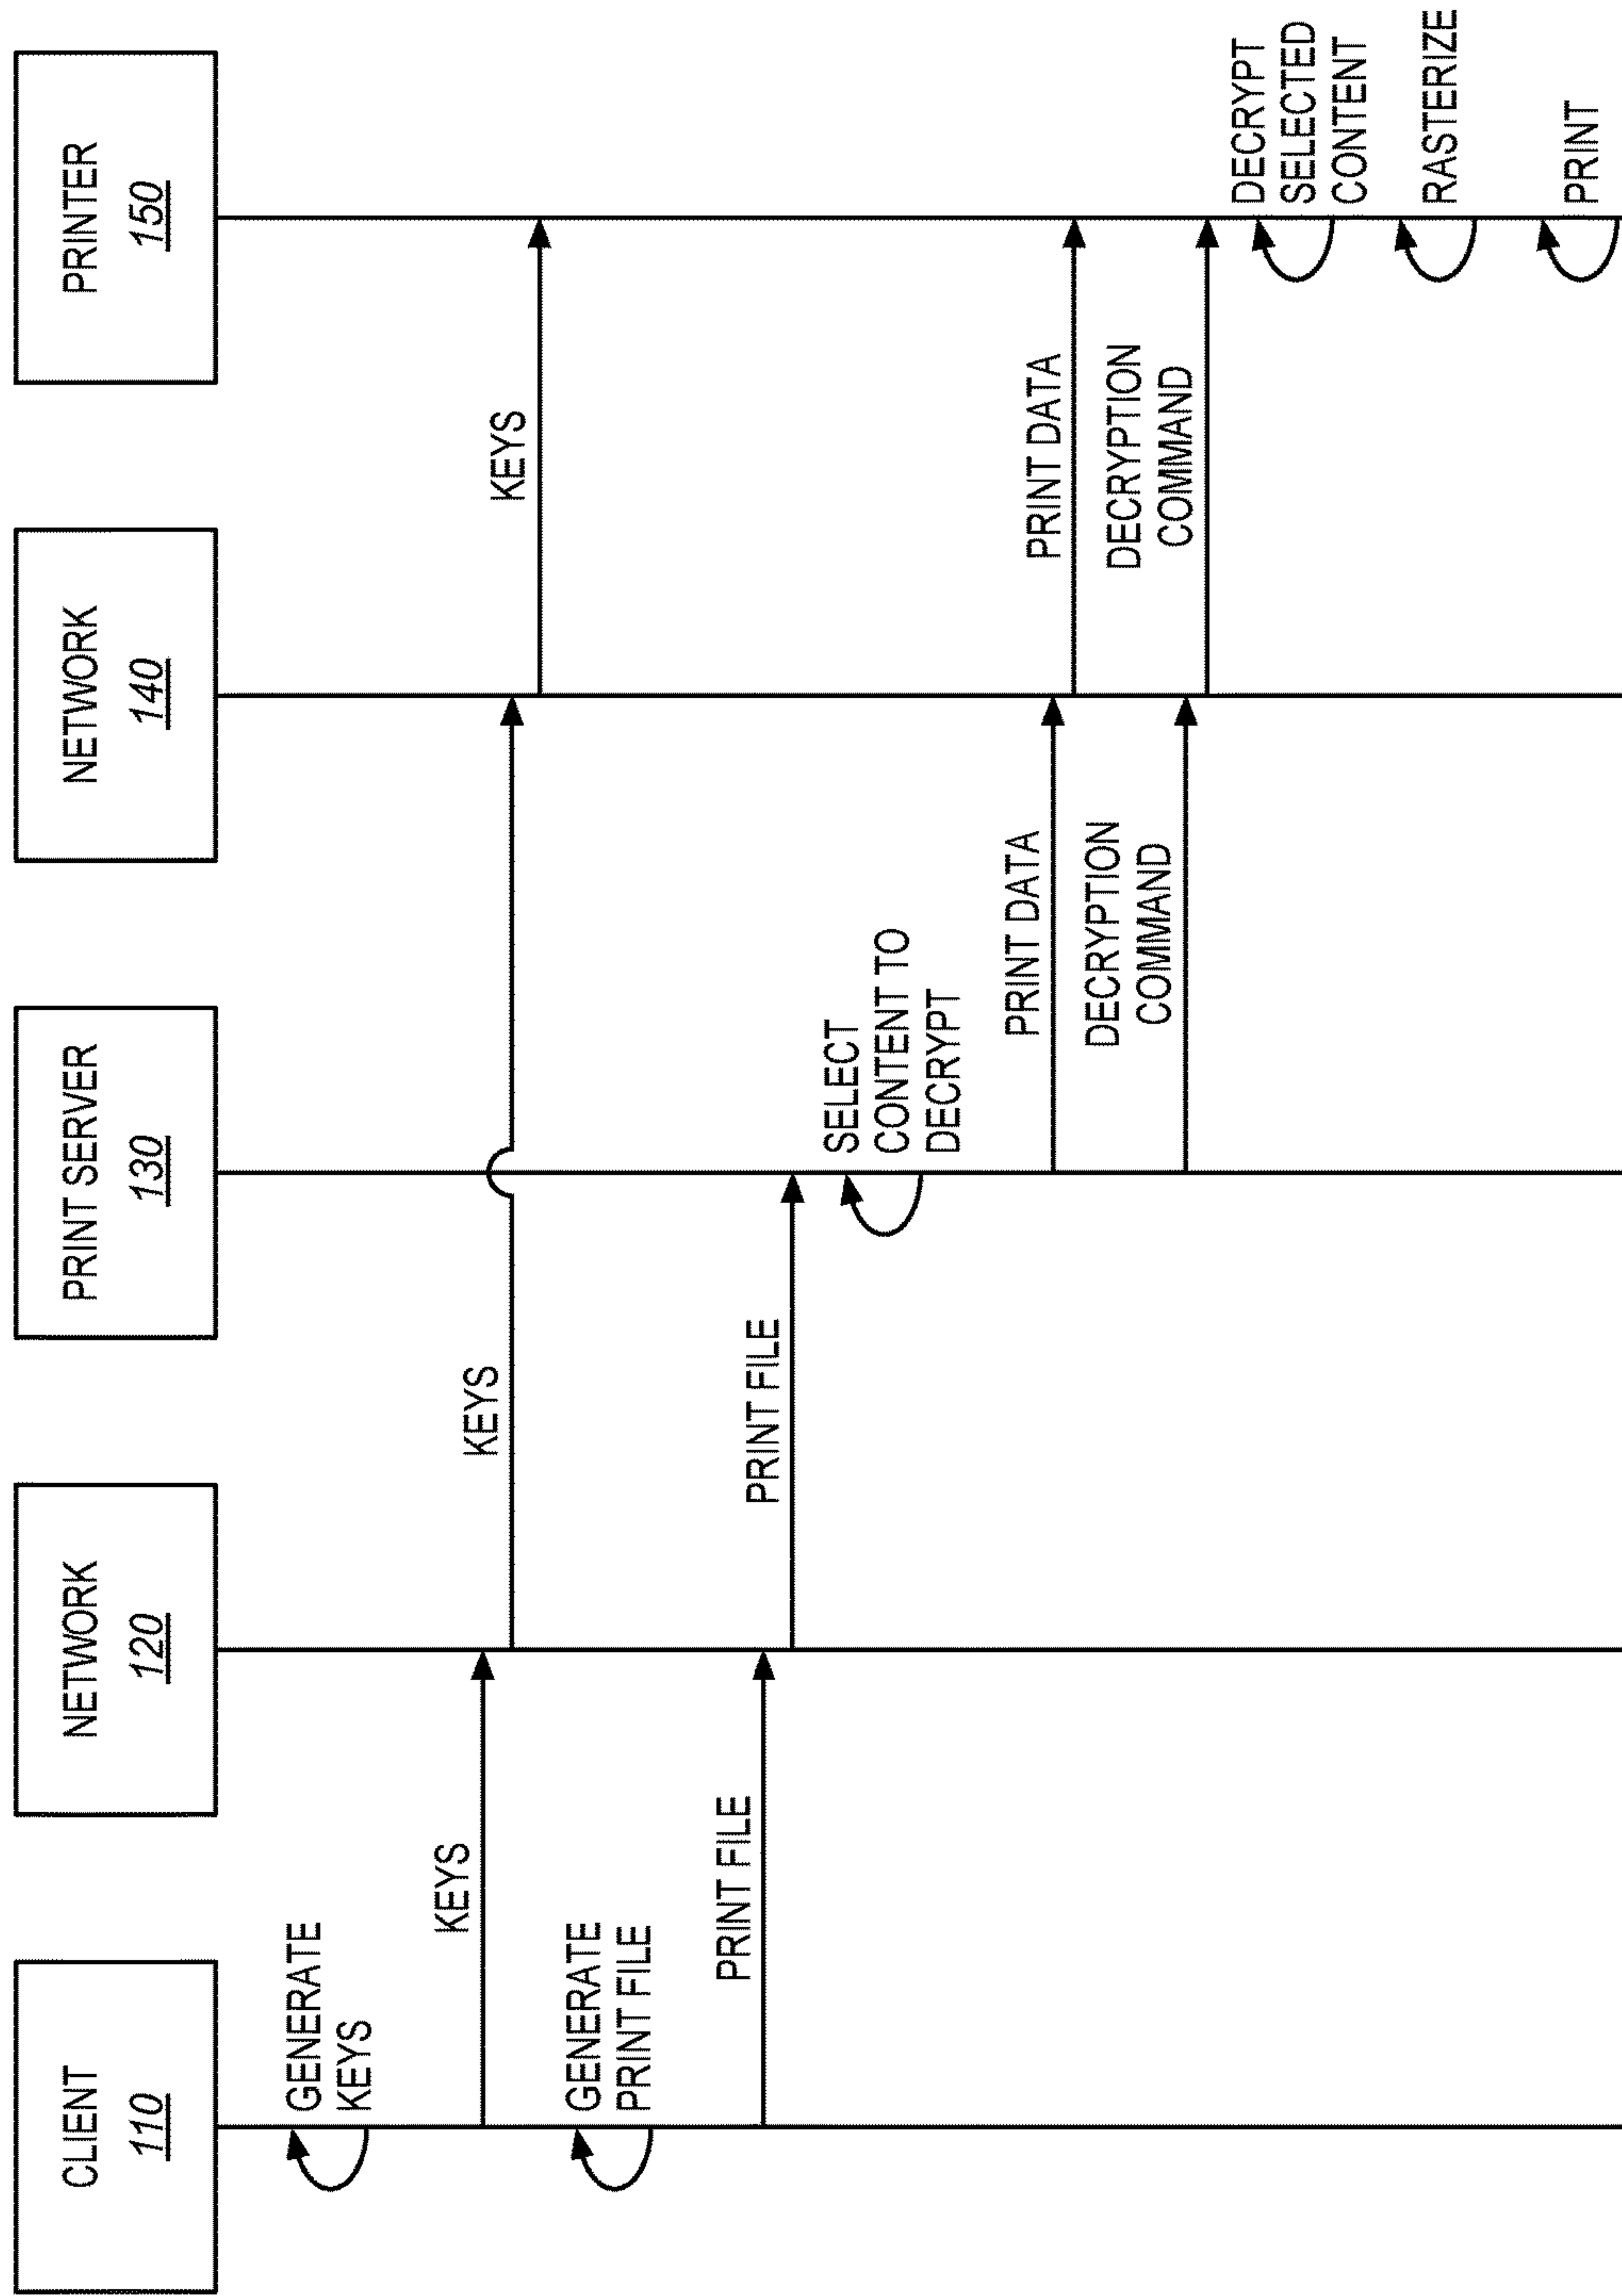 CLIENT
110
NETWORK
120
PRINT SERVER
130
NETWORK
140
PRINTER
150
GENERATE
KEYS
KEYS
KEYS
KEYS
GENERATE
PRINT FILE
PRINT FILE
PRINT FILE
SELECT
CONTENT TO
DECRYPT
PRINT DATA
PRINT DATA
DECRYPTION
COMMAND
DECRYPTION
COMMAND
DECRYPT
SELECTED
CONTENT
RASTERIZE
PRINT